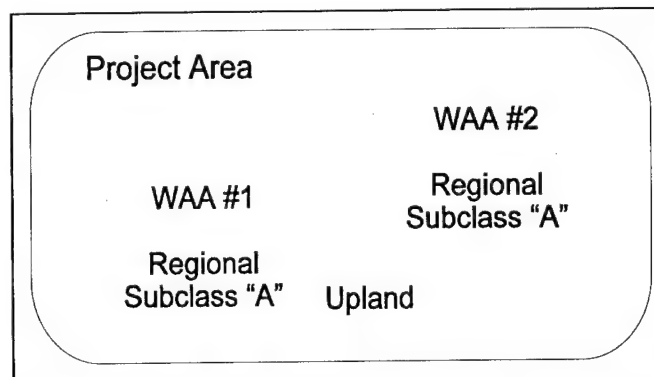 Project Area
WAA #2
Regional
Subclass “A”
WAA #1
Regional
Subclass “A”
Upland